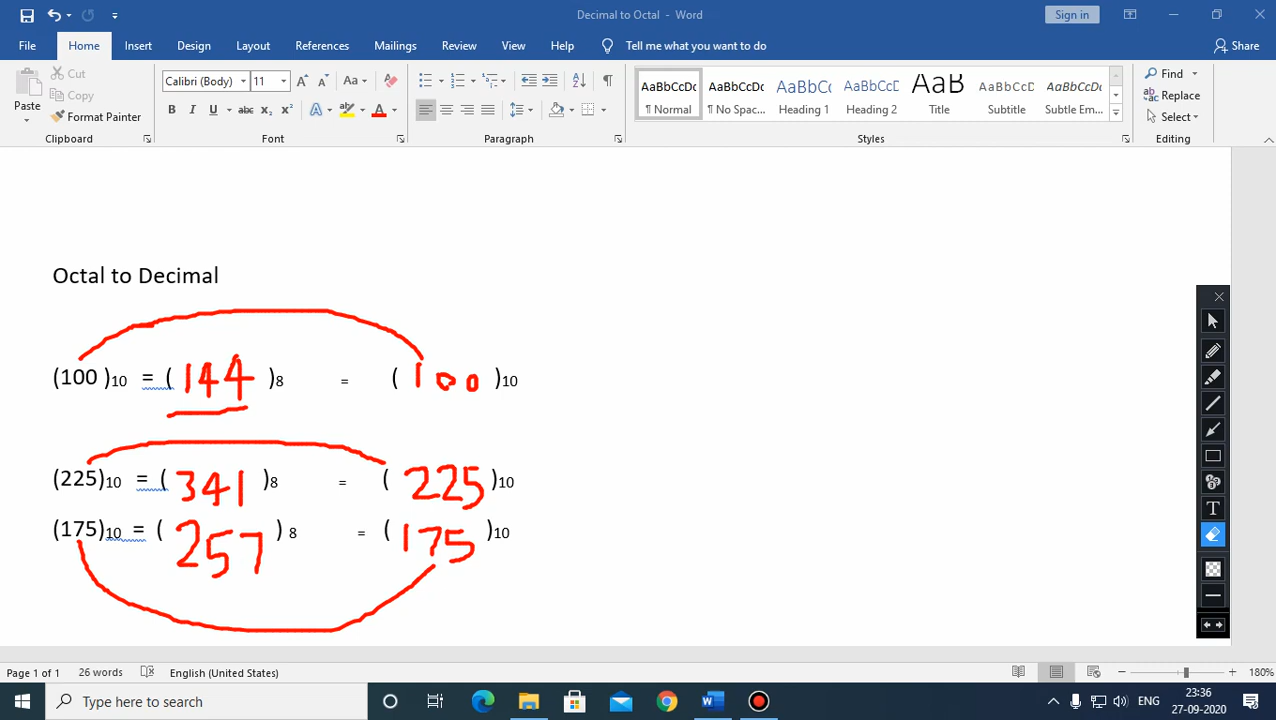 Decimal to Octal - Word
Sign in
File Home Insert Design Layout References Mailings Review View Help Tell me what you want to do Share
Paste
Cut
Copy
Format Painter
Clipboard
Calibri (Body) 11
Font
Paragraph
AaBbCcDc AaBbCcDc AaBbCc AaBbCcD AaB AaBbCcD AaBbCcDc
¶ Normal ¶ No Spac... Heading 1 Heading 2 Title Subtitle Subtle Em...
Styles
Find
Replace
Select
Editing
Octal to Decimal
(100 )10 = ( 144 )8 = ( 100 )10
(225)10 = ( 341 )8 = ( 225 )10
(175)10 = ( 257 ) 8 = ( 175 )10
Page 1 of 1 26 words English (United States) 180%
Type here to search
ENG
23:36
27-09-2020